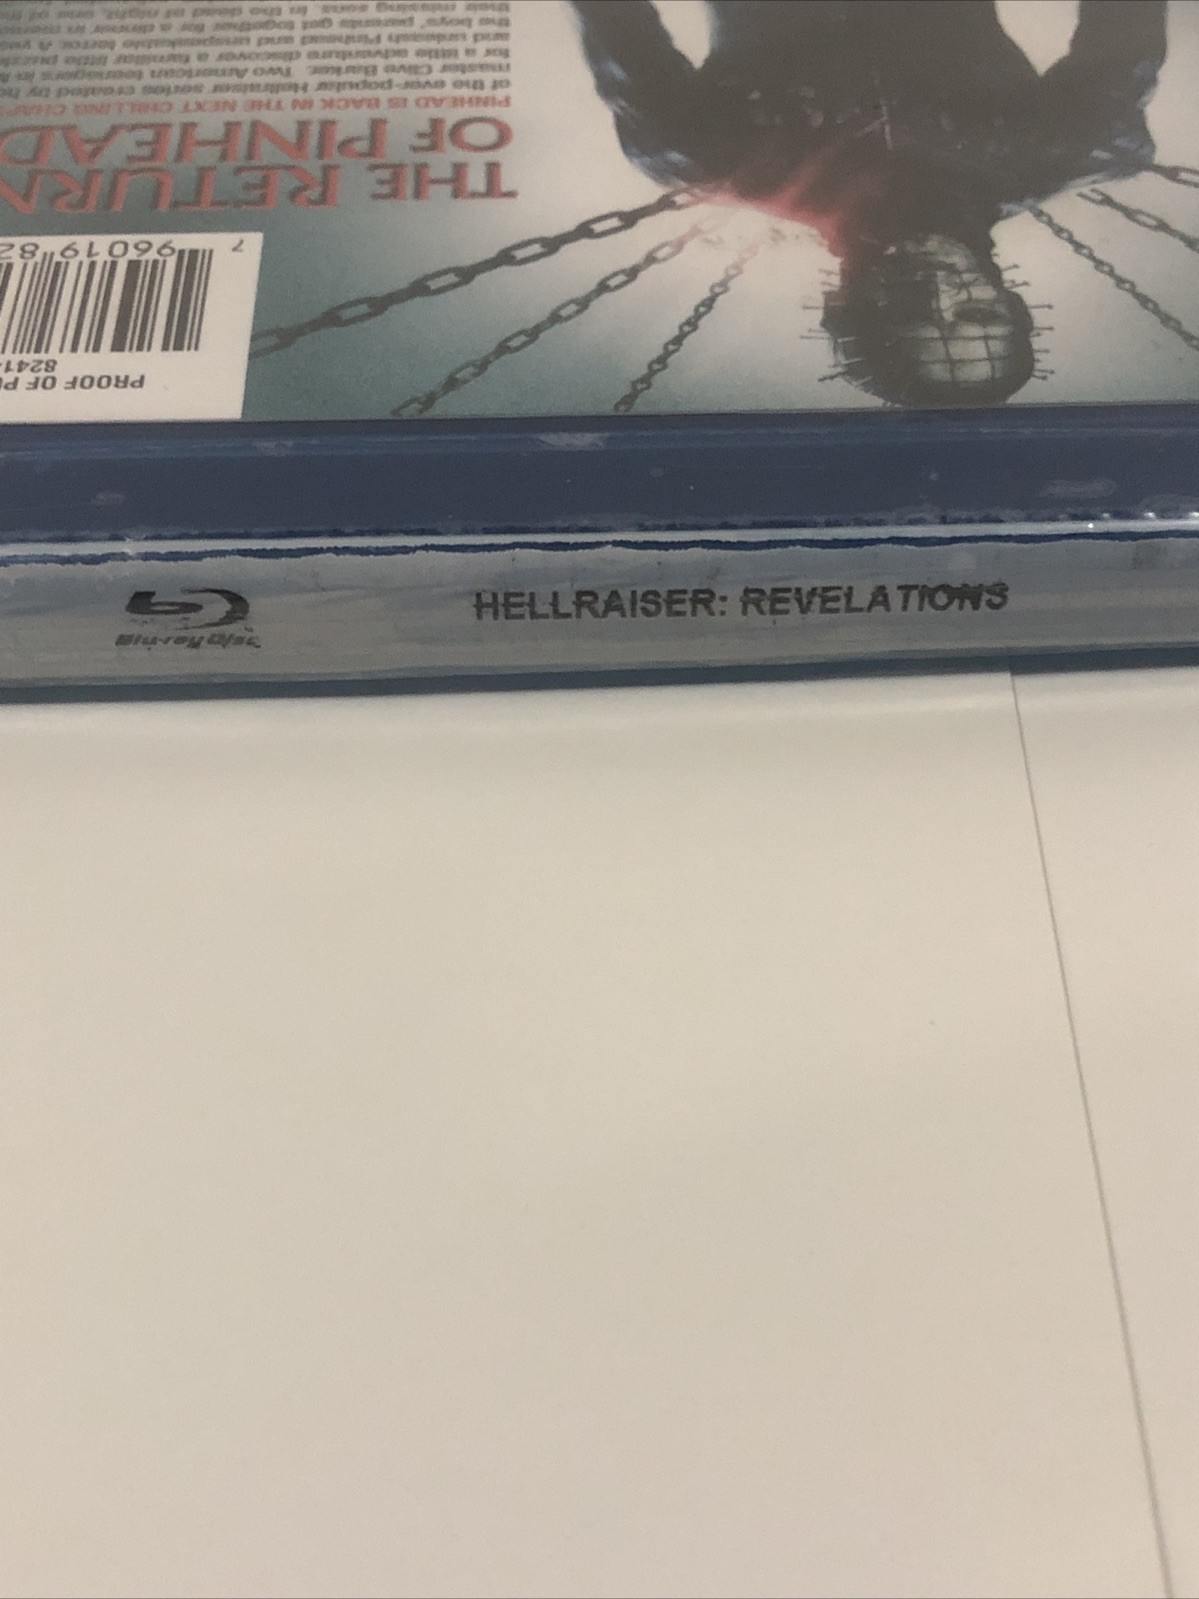 Blu-ray Disc
HELLRAISER: REVELATIONS
THE RETURN
OF PINHEAD
PINHEAD IS BACK IN THE NEXT CHILLING
of the ever-popular Hellraiser series created by
master Clive Barker. Two American teenagers in
for a little adventure discover a familiar little
and unleash Pinhead and unspeakable terror. A
the boys' parents get together for a dinner in
their missing sons. In the dead of night, one of
7 96019 82
PROOF OF
8241